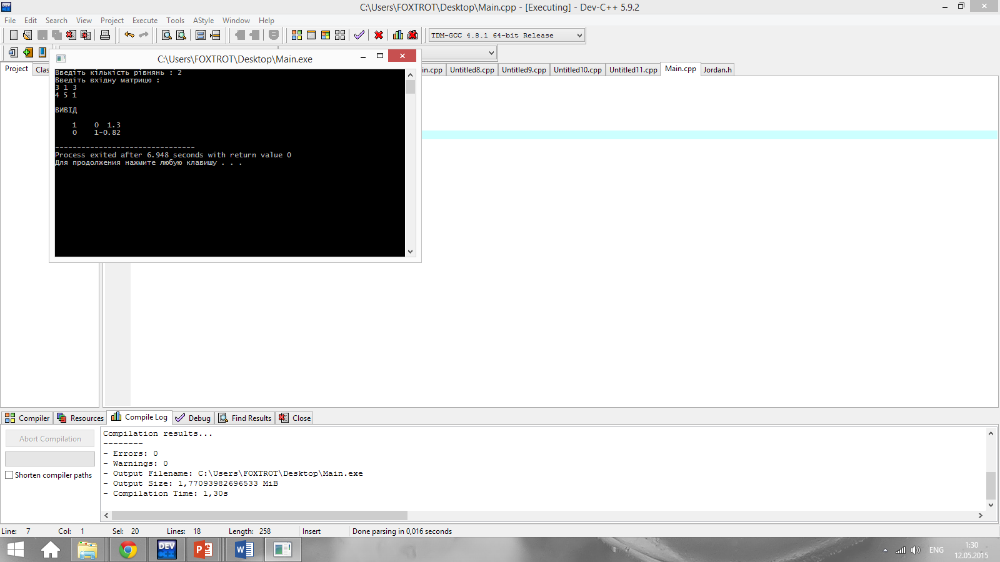 C:\Users\FOXTROT\Desktop\Main.cpp - [Executing] - Dev-C++ 5.9.2
File Edit Search View Project Execute Tools AStyle Window Help
TDM-GCC 4.8.1 64-bit Release
C:\Users\FOXTROT\Desktop\Main.exe
Project Clas in.cpp Untitled8.cpp Untitled9.cpp Untitled10.cpp Untitled11.cpp Main.cpp Jordan.h
Введіть кількість рівнянь : 2
Введіть вхідну матрицю :
3 1 3
4 5 1
ВИВІД
1 0 1.3
0 1-0.82
--------------------------------
Process exited after 6.948 seconds with return value 0
Для продолжения нажмите любую клавишу . . .
Compiler Resources Compile Log Debug Find Results Close
Abort Compilation
Shorten compiler paths
Compilation results...
--------
- Errors: 0
- Warnings: 0
- Output Filename: C:\Users\FOXTROT\Desktop\Main.exe
- Output Size: 1,77093982696533 MiB
- Compilation Time: 1,30s
Line: 7 Col: 1 Sel: 20 Lines: 18 Length: 258 Insert Done parsing in 0,016 seconds
DEV C++
P
W
ENG
1:30
12.05.2015